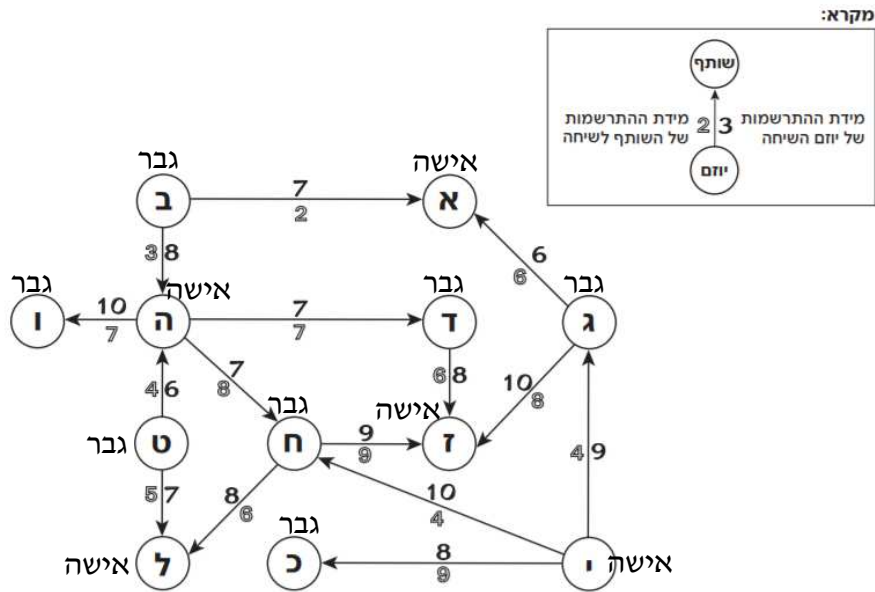 מקרא:
שותף
מידת ההתרשמות של יוזם השיחה
3
2
מידת ההתרשמות של השותף לשיחה
יוזם
אישה
גבר
א
7
2
ב
6
6
3 8
גבר
גבר
אישה
גבר
ג
ד
7
7
ה
10
7
ו
10
8
6 8
7
8
4 6
אישה
גבר
ז
9
9
ח
ט
גבר
4 9
10
4
8
6
5 7
גבר
אישה
י
8
9
כ
ל
אישה